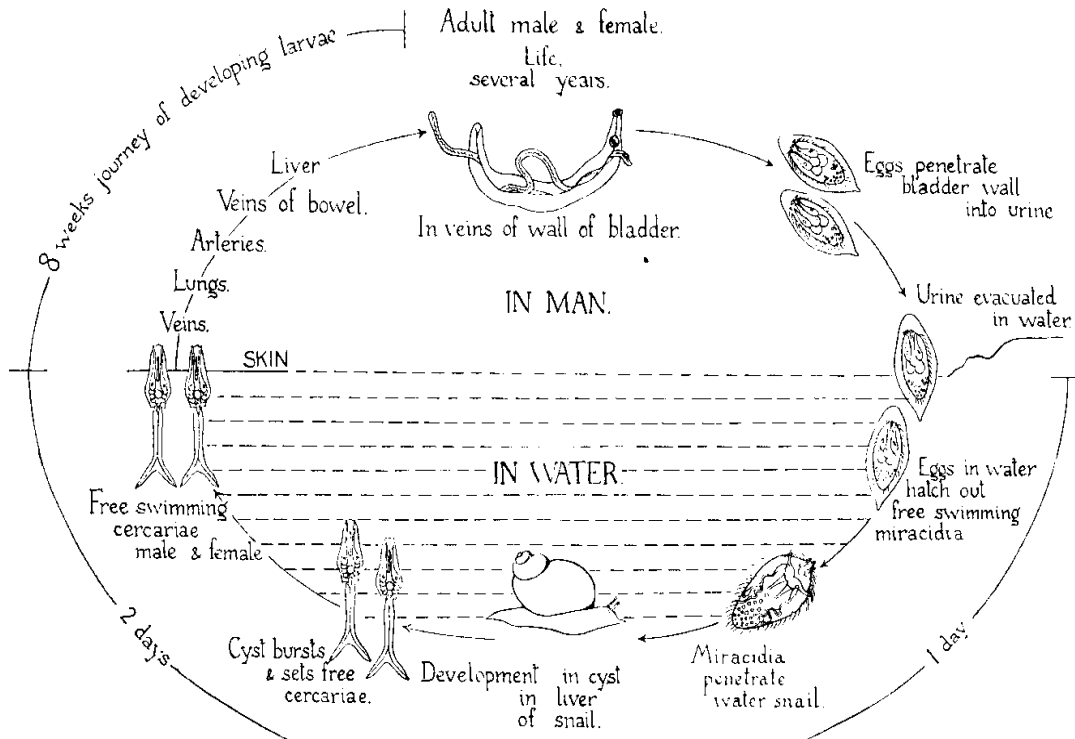 Adult male & female.
Life,
several years.
8 weeks journey of developing larvae
Liver
Veins of bowel.
Arteries.
Lungs.
Veins.
In veins of wall of bladder.
Eggs penetrate
bladder wall
into urine
IN MAN.
Urine evacuated
in water.
SKIN
IN WATER.
Eggs in water
hatch out
free swimming
miracidia
Free swimming
cercariae
male & female
2 days
Cyst bursts
& sets free
cercariae.
Development in cyst
in liver
of snail.
Miracidia
penetrate
water snail.
1 day